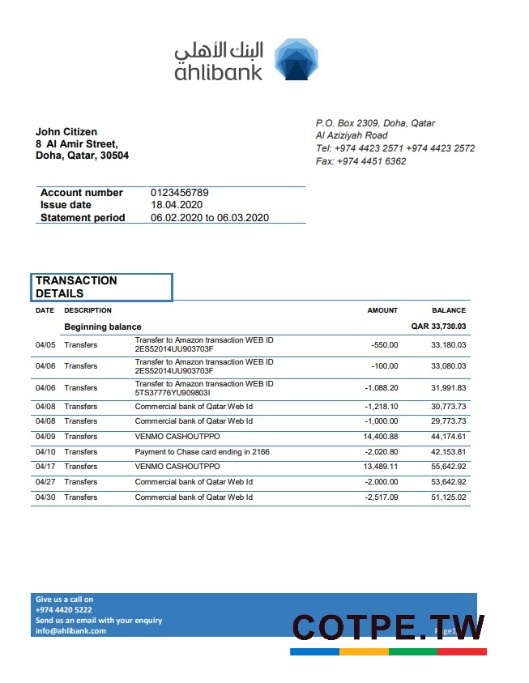 البنك الأهلي
ahlibank
P.O. Box 2309, Doha, Qatar
Al Aziziyah Road
Tel: +974 4423 2571 +974 4423 2572
Fax: +974 4451 6362
John Citizen
8 Al Amir Street,
Doha, Qatar, 30504
Account number 0123456789
Issue date 18.04.2020
Statement period 06.02.2020 to 06.03.2020
TRANSACTION
DETAILS
DATE DESCRIPTION AMOUNT BALANCE
Beginning balance QAR 33,730.03
04/05 Transfers Transfer to Amazon transaction WEB ID 2ES52014UU903703F -550.00 33,180.03
04/06 Transfers Transfer to Amazon transaction WEB ID 2ES52014UU903703F -100.00 33,080.03
04/06 Transfers Transfer to Amazon transaction WEB ID 5TS37776YU909803I -1,088.20 31,991.83
04/08 Transfers Commercial bank of Qatar Web Id -1,218.10 30,773.73
04/08 Transfers Commercial bank of Qatar Web Id -1,000.00 29,773.73
04/09 Transfers VENMO CASHOUTPPO 14,400.88 44,174.61
04/10 Transfers Payment to Chase card ending in 2166 -2,020.80 42,153.81
04/17 Transfers VENMO CASHOUTPPO 13,489.11 55,642.92
04/27 Transfers Commercial bank of Qatar Web Id -2,000.00 53,642.92
04/30 Transfers Commercial bank of Qatar Web Id -2,517.09 51,125.02
Give us a call on
+974 4420 5222
Send us an email with your enquiry
info@ahlibank.com
COTPE.TW